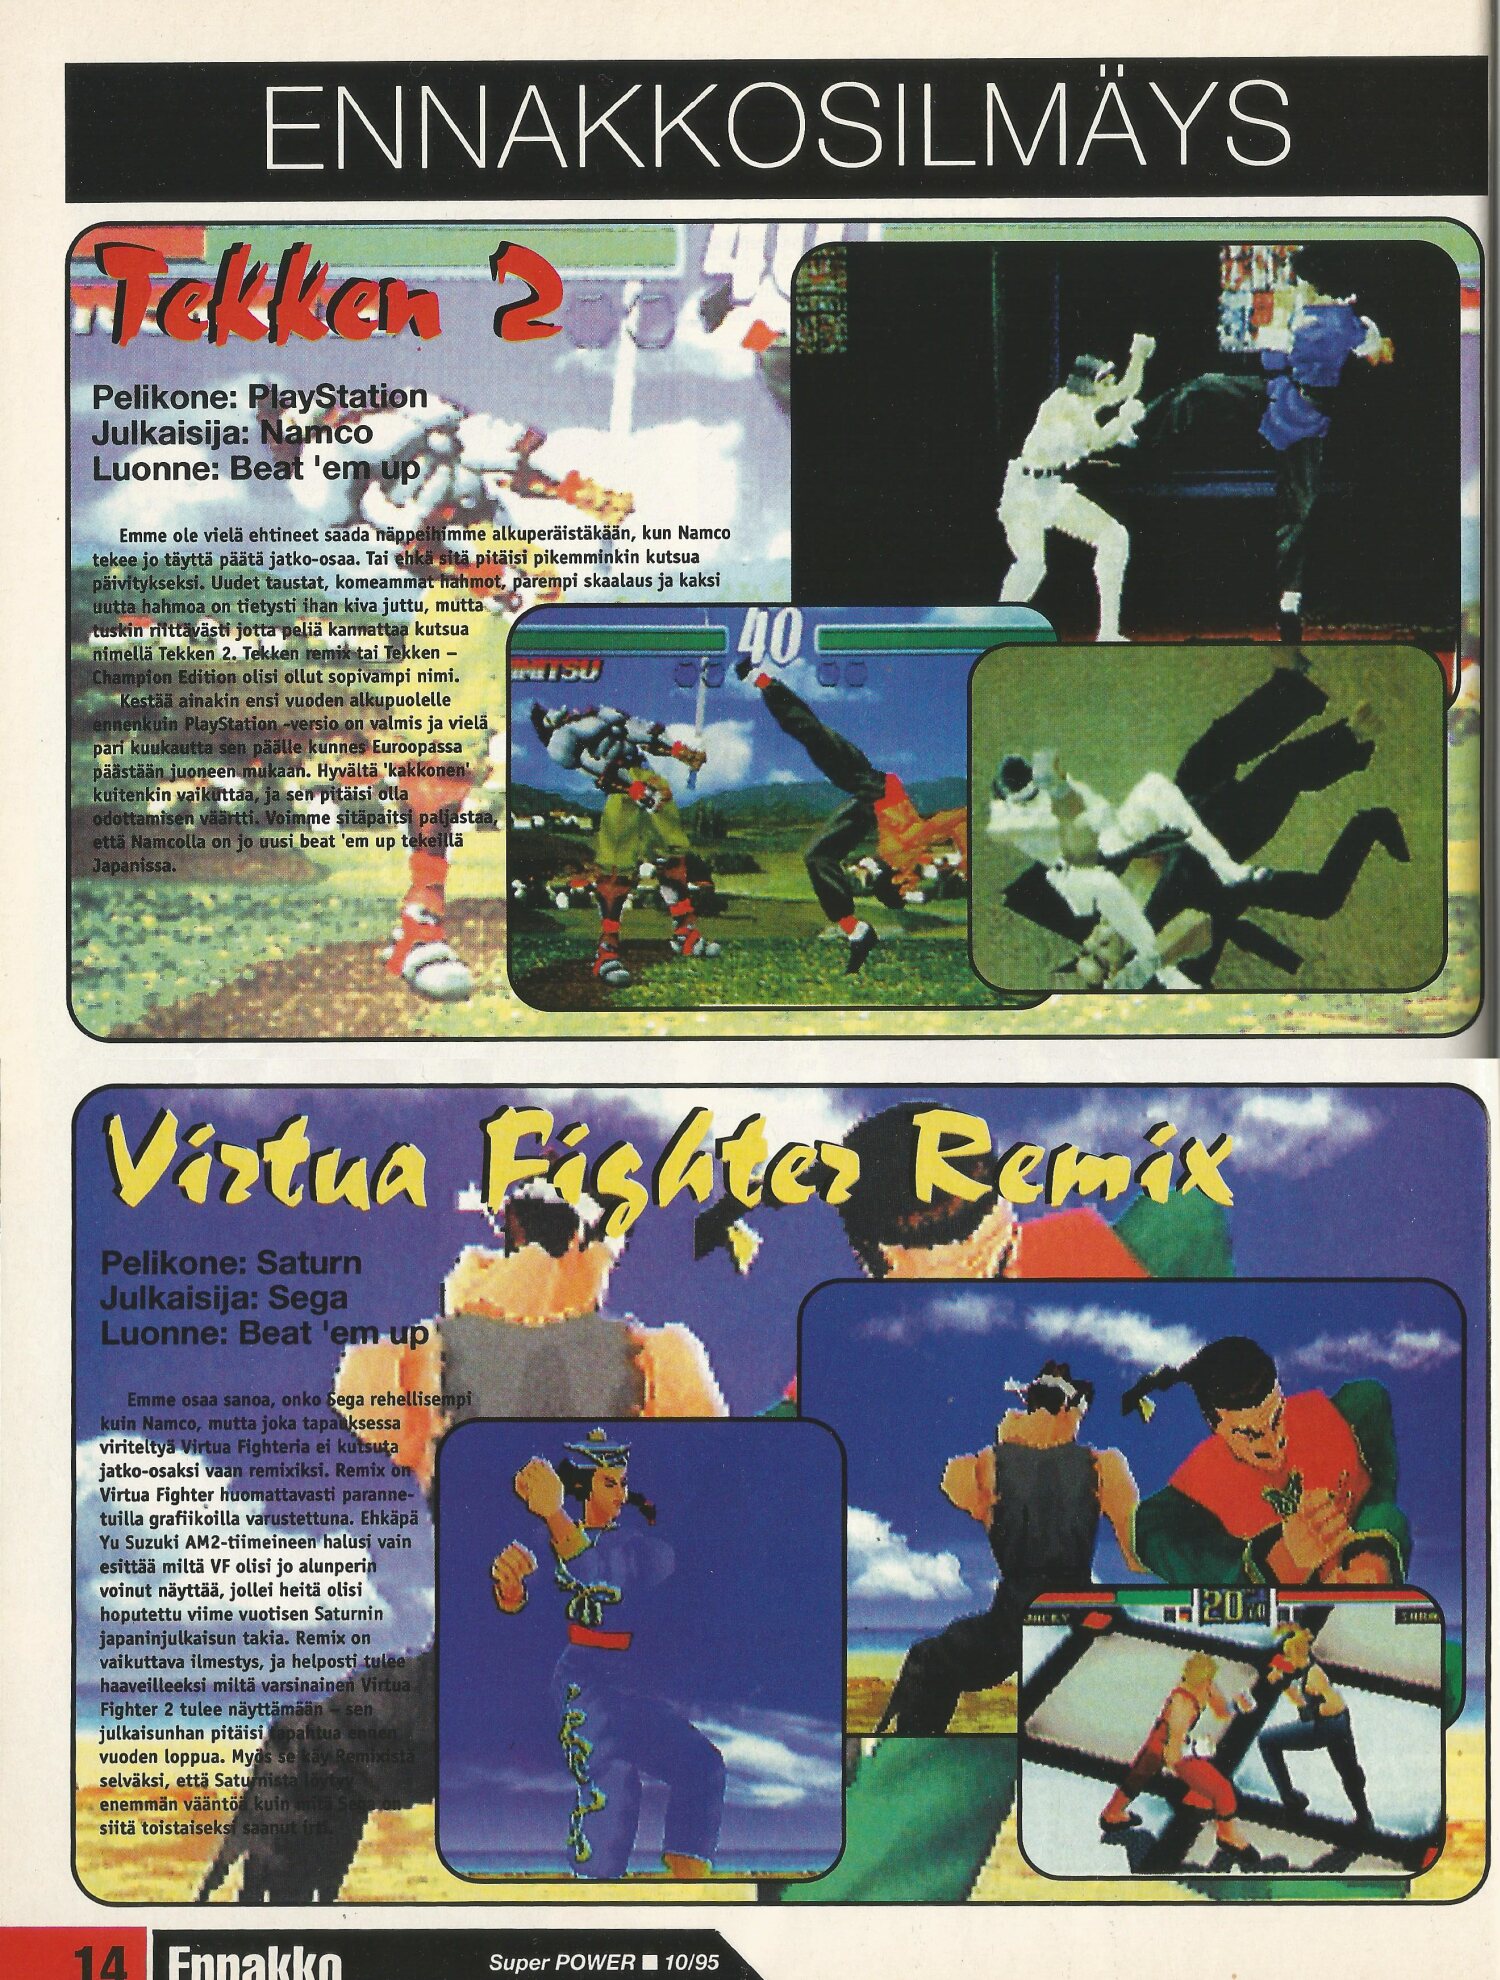 ENNAKKOSILMÄYS
Tekken 2
Pelikone: PlayStation
Julkaisija: Namco
Luonne: Beat 'em up
Emme ole vielä ehtineet saada näppeihimme alkuperäistäkään, kun Namco
tekee jo täyttä päätä jatko-osaa. Tai ehkä sitä pitäisi pikemminkin kutsua
päivitykseksi. Uudet taustat, komeammat hahmot, parempi skaalaus ja kaksi
uutta hahmoa on tietysti ihan kiva juttu, mutta
tuskin riittävästi jotta peliä kannattaa kutsua
nimellä Tekken 2. Tekken remix tai Tekken –
Champion Edition olisi ollut sopivampi nimi.
Kestää ainakin ensi vuoden alkupuolelle
ennenkuin PlayStation -versio on valmis ja vielä
pari kuukautta sen päälle kunnes Euroopassa
päästään juoneen mukaan. Hyvältä 'kakkonen'
kuitenkin vaikuttaa, ja sen pitäisi olla
odottamisen väärtti. Voimme sitäpaitsi paljastaa,
että Namcolla on jo uusi beat 'em up tekeillä
Japanissa.
40
Virtua Fighter Remix
Pelikone: Saturn
Julkaisija: Sega
Luonne: Beat 'em up
Emme osaa sanoa, onko Sega rehellisempi
kuin Namco, mutta joka tapauksessa
viriteltyä Virtua Fighteria ei kutsuta
jatko-osaksi vaan remixiksi. Remix on
Virtua Fighter huomattavasti paranne-
tuilla grafiikoilla varustettuna. Ehkäpä
Yu Suzuki AM2-tiimeineen halusi vain
esittää miltä VF olisi jo alunperin
voinut näyttää, jollei heitä olisi
hoputettu viime vuotisen Saturnin
japaninjulkaisun takia. Remix on
vaikuttava ilmestys, ja helposti tulee
haaveilleeksi miltä varsinainen Virtua
Fighter 2 tulee näyttämään – sen
julkaisunhan pitäisi tapahtua ennen
vuoden loppua. Myös se käy Remixistä
selväksi, että Saturnista löytyy
enemmän vääntöä kuin mitä Sega on
siitä toistaiseksi saanut irti.
JACKY
20
SARA
14
Ennakko
Super POWER ■ 10/95